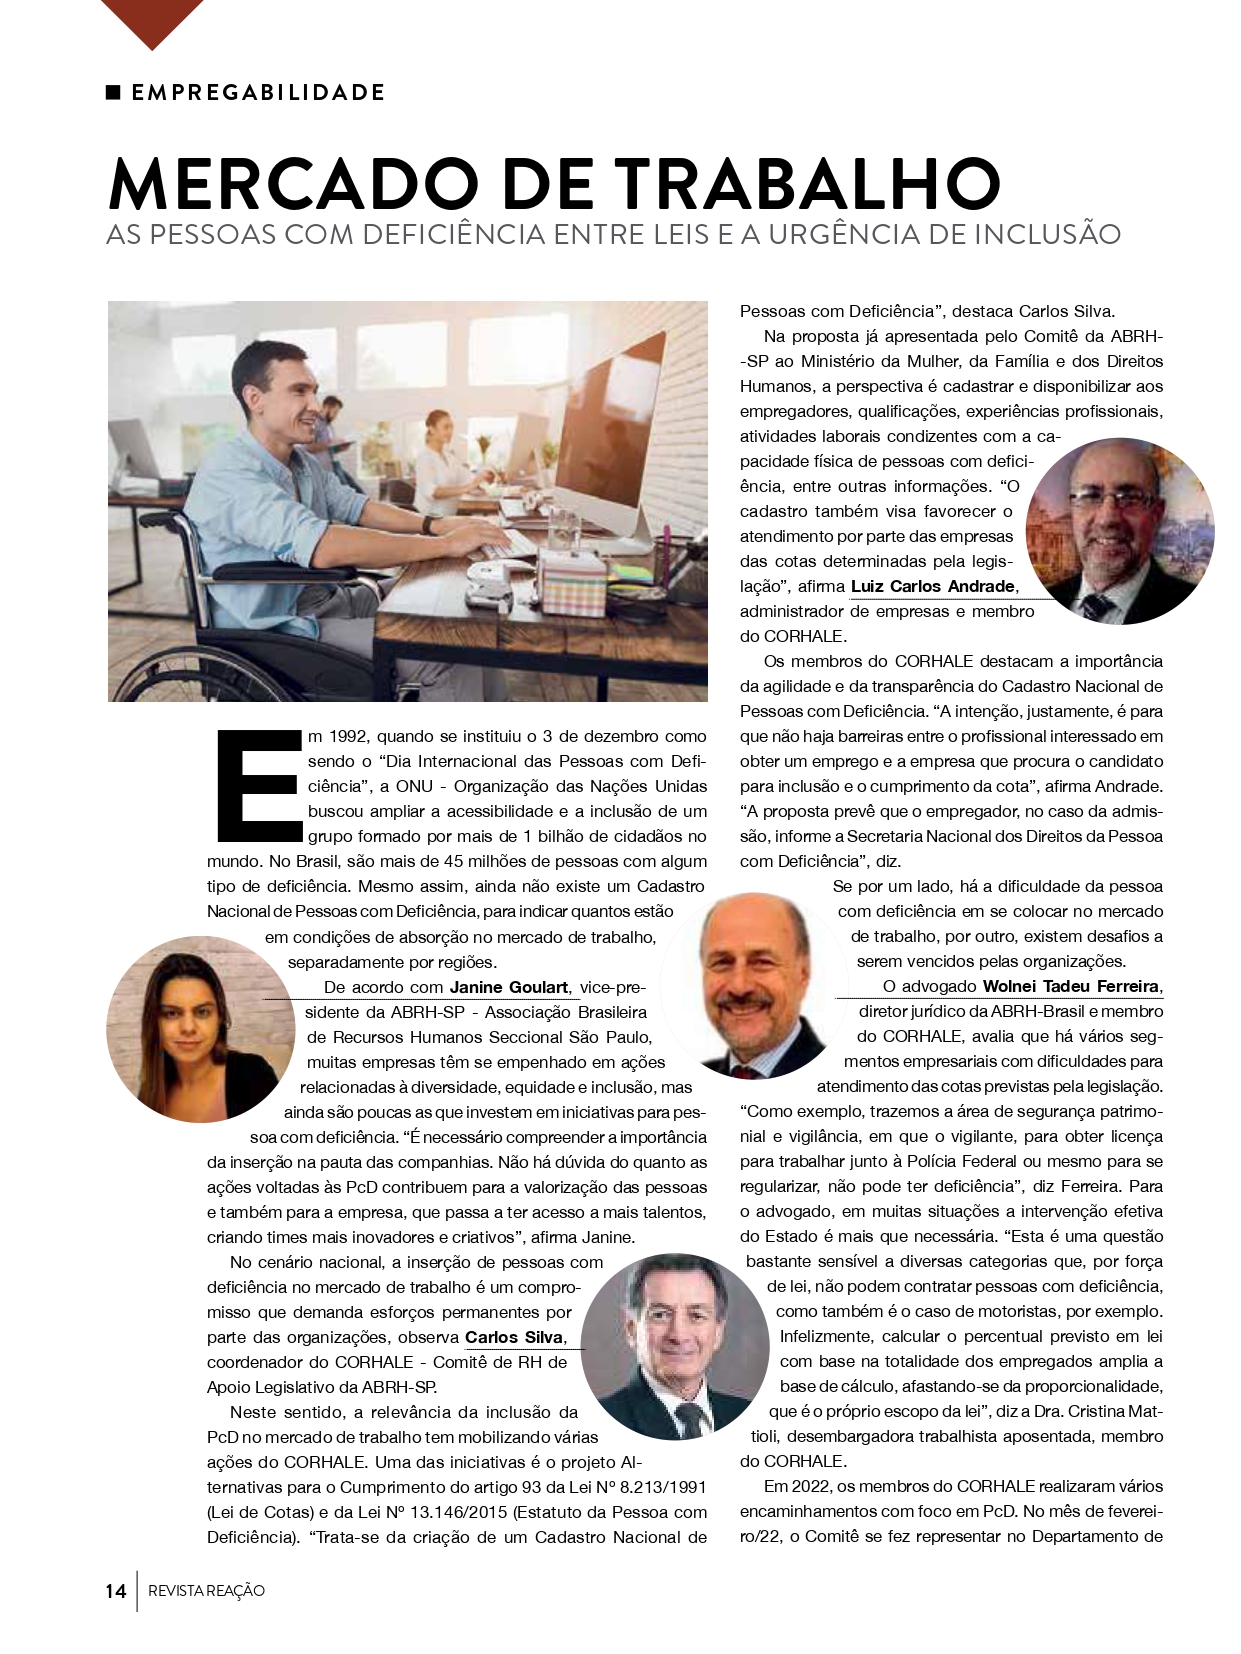 EMPREGABILIDADE
MERCADO DE TRABALHO
AS PESSOAS COM DEFICIÊNCIA ENTRE LEIS E A URGÊNCIA DE INCLUSÃO
Em 1992, quando se instituiu o 3 de dezembro como
sendo o “Dia Internacional das Pessoas com Defi-
ciência”, a ONU - Organização das Nações Unidas
buscou ampliar a acessibilidade e a inclusão de um
grupo formado por mais de 1 bilhão de cidadãos no
mundo. No Brasil, são mais de 45 milhões de pessoas com algum
tipo de deficiência. Mesmo assim, ainda não existe um Cadastro
Nacional de Pessoas com Deficiência, para indicar quantos estão
em condições de absorção no mercado de trabalho,
separadamente por regiões.
De acordo com Janine Goulart, vice-pre-
sidente da ABRH-SP - Associação Brasileira
de Recursos Humanos Seccional São Paulo,
muitas empresas têm se empenhado em ações
relacionadas à diversidade, equidade e inclusão, mas
ainda são poucas as que investem em iniciativas para pes-
soa com deficiência. “É necessário compreender a importância
da inserção na pauta das companhias. Não há dúvida do quanto as
ações voltadas às PcD contribuem para a valorização das pessoas
e também para a empresa, que passa a ter acesso a mais talentos,
criando times mais inovadores e criativos”, afirma Janine.
No cenário nacional, a inserção de pessoas com
deficiência no mercado de trabalho é um compro-
misso que demanda esforços permanentes por
parte das organizações, observa Carlos Silva,
coordenador do CORHALE - Comitê de RH de
Apoio Legislativo da ABRH-SP.
Neste sentido, a relevância da inclusão da
PcD no mercado de trabalho tem mobilizando várias
ações do CORHALE. Uma das iniciativas é o projeto Al-
ternativas para o Cumprimento do artigo 93 da Lei Nº 8.213/1991
(Lei de Cotas) e da Lei Nº 13.146/2015 (Estatuto da Pessoa com
Deficiência). “Trata-se da criação de um Cadastro Nacional de
Pessoas com Deficiência”, destaca Carlos Silva.
Na proposta já apresentada pelo Comitê da ABRH-
-SP ao Ministério da Mulher, da Família e dos Direitos
Humanos, a perspectiva é cadastrar e disponibilizar aos
empregadores, qualificações, experiências profissionais,
atividades laborais condizentes com a ca-
pacidade física de pessoas com defici-
ência, entre outras informações. “O
cadastro também visa favorecer o
atendimento por parte das empresas
das cotas determinadas pela legis-
lação”, afirma Luiz Carlos Andrade,
administrador de empresas e membro
do CORHALE.
Os membros do CORHALE destacam a importância
da agilidade e da transparência do Cadastro Nacional de
Pessoas com Deficiência. “A intenção, justamente, é para
que não haja barreiras entre o profissional interessado em
obter um emprego e a empresa que procura o candidato
para inclusão e o cumprimento da cota”, afirma Andrade.
“A proposta prevê que o empregador, no caso da admis-
são, informe a Secretaria Nacional dos Direitos da Pessoa
com Deficiência”, diz.
Se por um lado, há a dificuldade da pessoa
com deficiência em se colocar no mercado
de trabalho, por outro, existem desafios a
serem vencidos pelas organizações.
O advogado Wolnei Tadeu Ferreira,
diretor jurídico da ABRH-Brasil e membro
do CORHALE, avalia que há vários seg-
mentos empresariais com dificuldades para
atendimento das cotas previstas pela legislação.
“Como exemplo, trazemos a área de segurança patrimo-
nial e vigilância, em que o vigilante, para obter licença
para trabalhar junto à Polícia Federal ou mesmo para se
regularizar, não pode ter deficiência”, diz Ferreira. Para
o advogado, em muitas situações a intervenção efetiva
do Estado é mais que necessária. “Esta é uma questão
bastante sensível a diversas categorias que, por força
de lei, não podem contratar pessoas com deficiência,
como também é o caso de motoristas, por exemplo.
Infelizmente, calcular o percentual previsto em lei
com base na totalidade dos empregados amplia a
base de cálculo, afastando-se da proporcionalidade,
que é o próprio escopo da lei”, diz a Dra. Cristina Mat-
tioli, desembargadora trabalhista aposentada, membro
do CORHALE.
Em 2022, os membros do CORHALE realizaram vários
encaminhamentos com foco em PcD. No mês de feverei-
ro/22, o Comitê se fez representar no Departamento de
14 REVISTA REAÇÃO